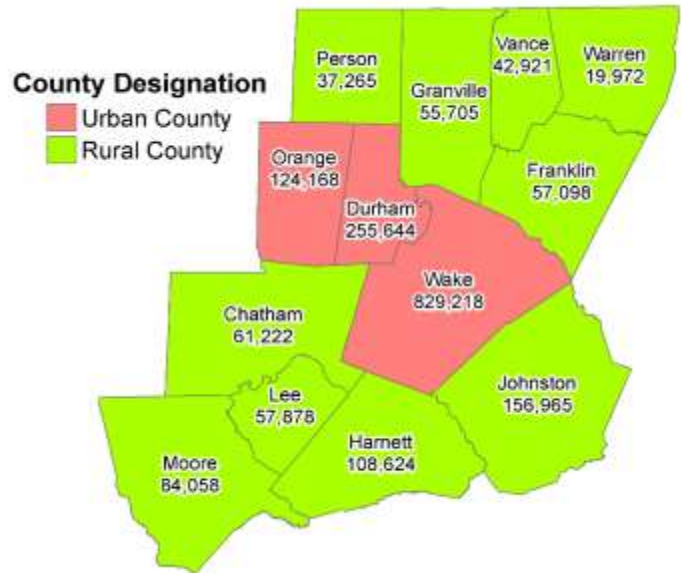 County Designation
Urban County
Rural County
Person
37,265
Granville
55,705
Vance
42,921
Warren
19,972
Orange
124,168
Durham
255,644
Franklin
57,098
Wake
829,218
Chatham
61,222
Lee
57,878
Johnston
156,965
Harnett
108,624
Moore
84,058